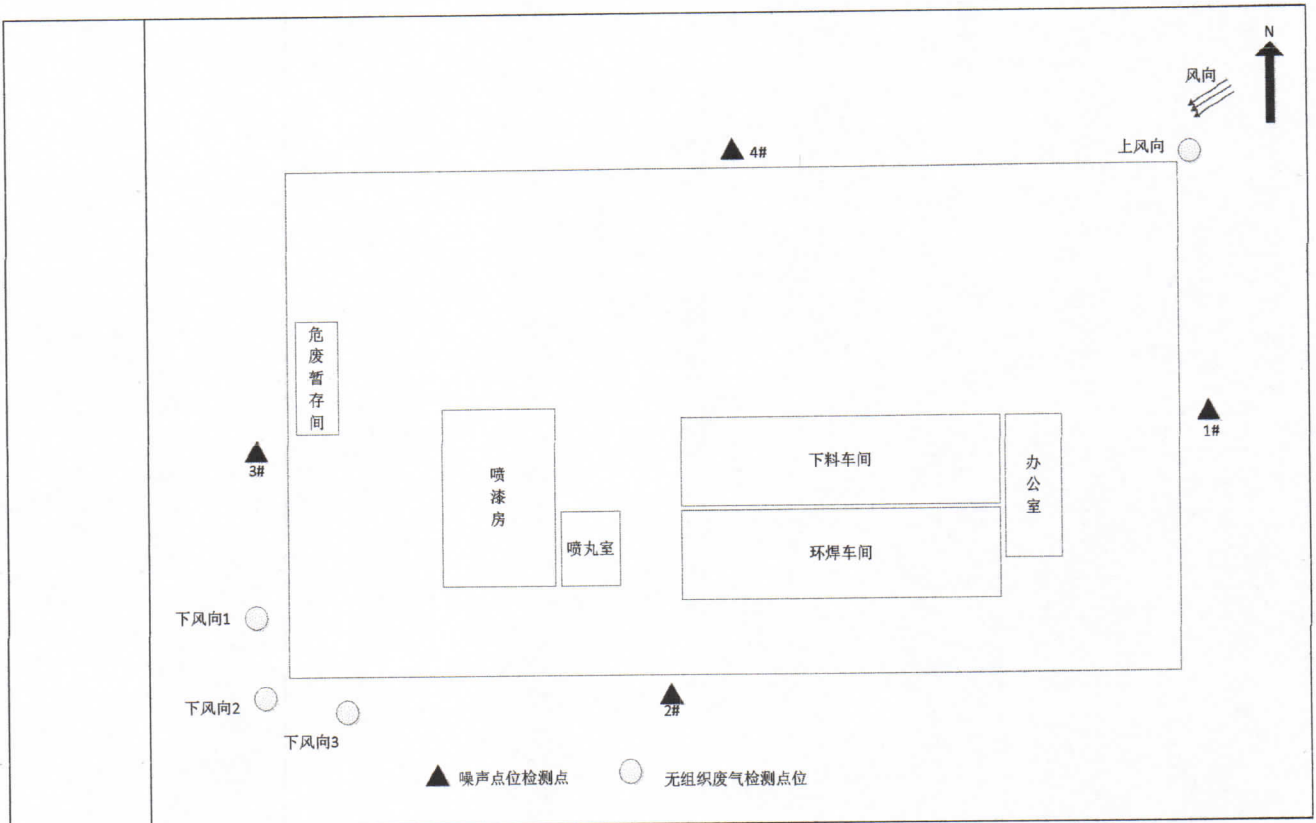 N
风向
上风向
4#
危废暂存间
1#
3#
下料车间
办公室
喷漆房
喷丸室
环焊车间
下风向1
下风向2
2#
下风向3
噪声点位检测点
无组织废气检测点位